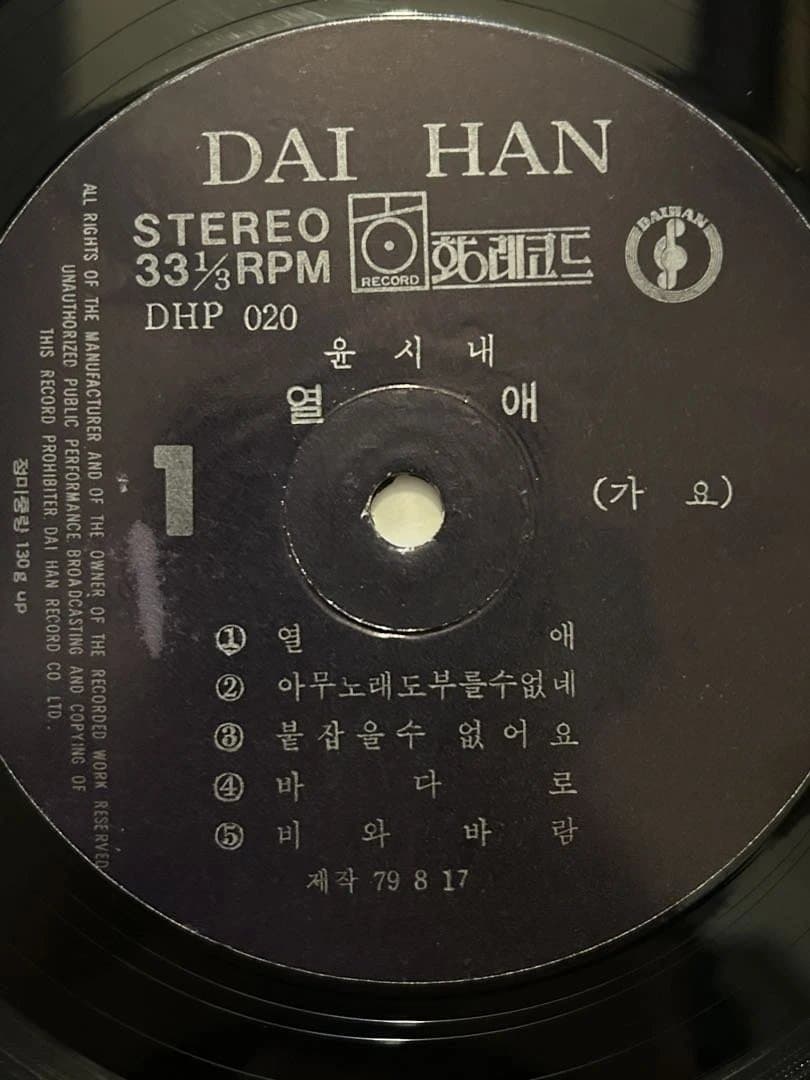 DAI HAN
STEREO
33⅓RPM
RECORD
레코드
DAIHAN
DHP 020
윤 시 내
열 애
1
(가 요)
① 열 애
② 아무노래도부를수없네
③ 붙잡을수 없어요
④ 바 다 로
⑤ 비 와 바 람
제작 79 8 17
ALL RIGHTS OF THE MANUFACTURER AND OF THE OWNER OF THE RECORDED WORK RESERVED
UNAUTHORIZED PUBLIC PERFORMANCE BROADCASTING AND COPYING OF
THIS RECORD PROHIBITER. DAI HAN RECORD CO LTD.
130g up